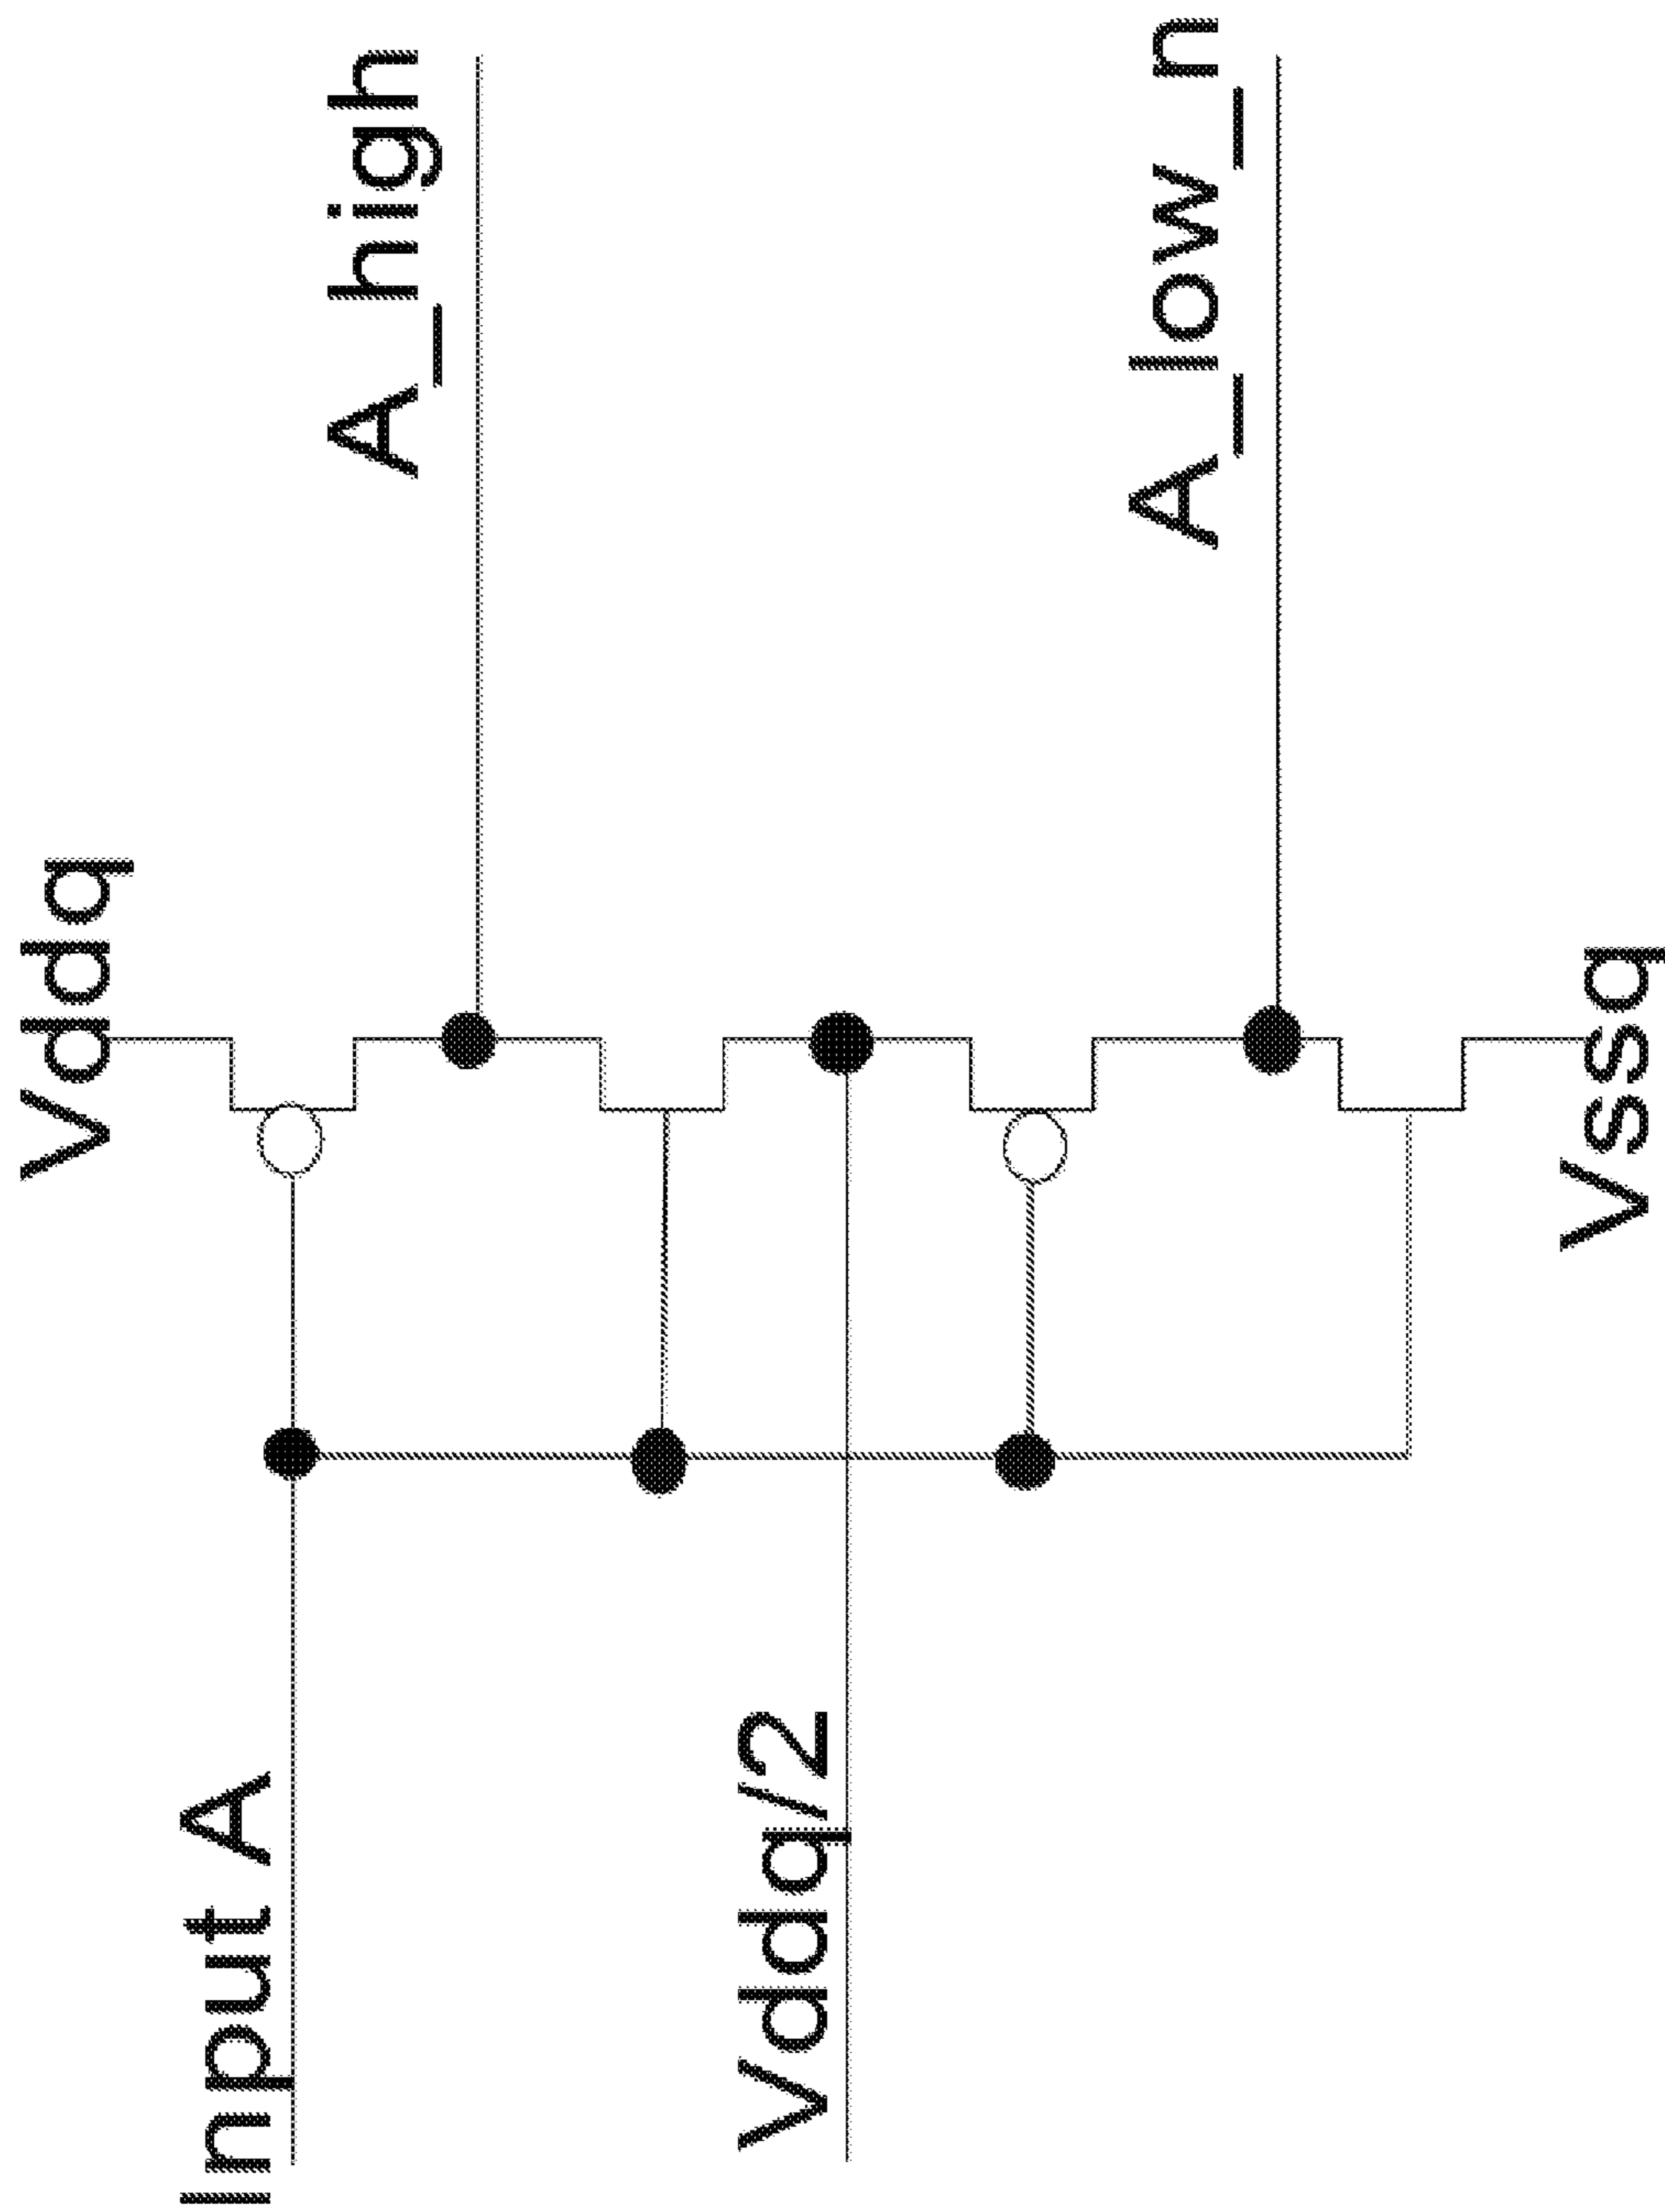 Vddq
Input A
A_high
Vddq/2
A_low_n
Vssq